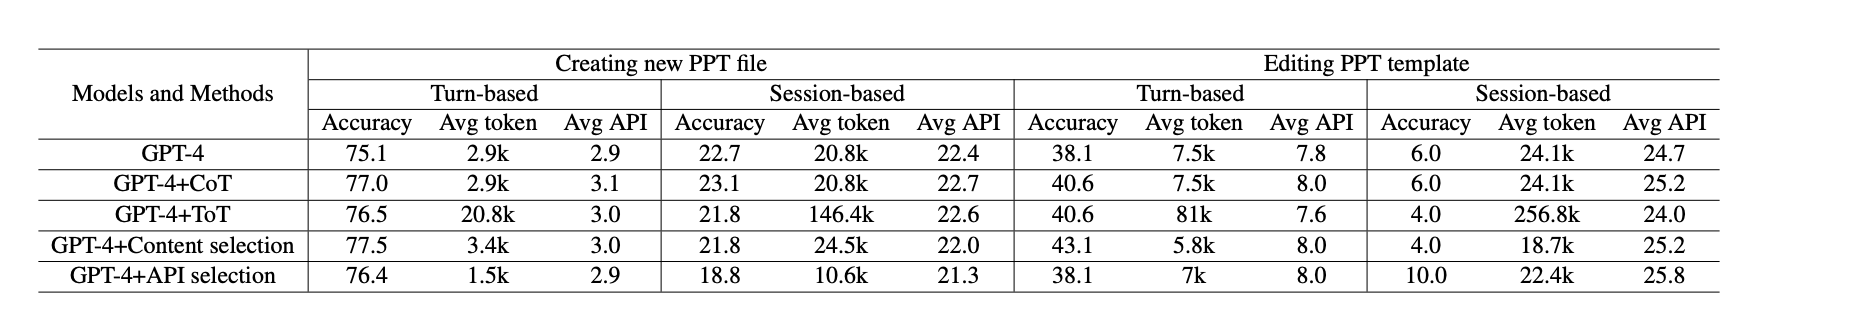 Creating new PPT file Editing PPT template
Models and Methods Turn-based Session-based Turn-based Session-based
Accuracy Avg token Avg API Accuracy Avg token Avg API Accuracy Avg token Avg API Accuracy Avg token Avg API
GPT-4 75.1 2.9k 2.9 22.7 20.8k 22.4 38.1 7.5k 7.8 6.0 24.1k 24.7
GPT-4+CoT 77.0 2.9k 3.1 23.1 20.8k 22.7 40.6 7.5k 8.0 6.0 24.1k 25.2
GPT-4+ToT 76.5 20.8k 3.0 21.8 146.4k 22.6 40.6 81k 7.6 4.0 256.8k 24.0
GPT-4+Content selection 77.5 3.4k 3.0 21.8 24.5k 22.0 43.1 5.8k 8.0 4.0 18.7k 25.2
GPT-4+API selection 76.4 1.5k 2.9 18.8 10.6k 21.3 38.1 7k 8.0 10.0 22.4k 25.8